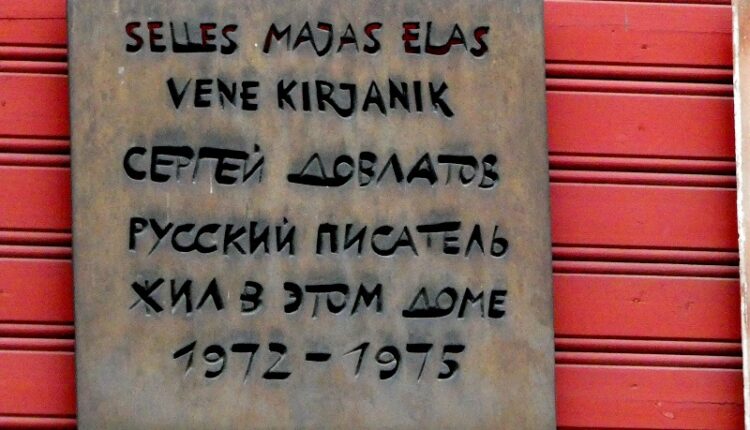 SELLES MAJAS ELAS
VENE KIRJANIK
СЕРГЕЙ ДОВЛАТОВ
РУССКИЙ ПИСАТЕЛЬ
ЖИЛ В ЭТОМ ДОМЕ
1972-1975